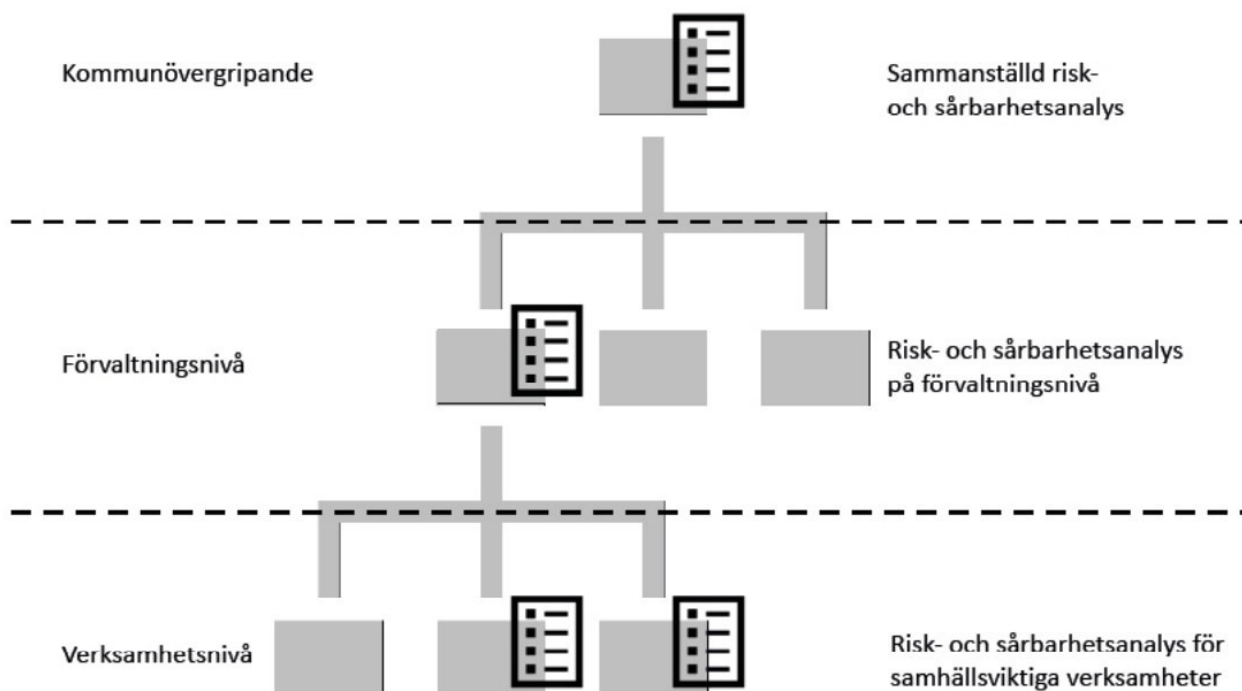 Kommunövergripande
Sammanställd risk-
och sårbarhetsanalys
Förvaltningsnivå
Risk- och sårbarhetsanalys
på förvaltningsnivå
Verksamhetsnivå
Risk- och sårbarhetsanalys för
samhällsviktiga verksamheter